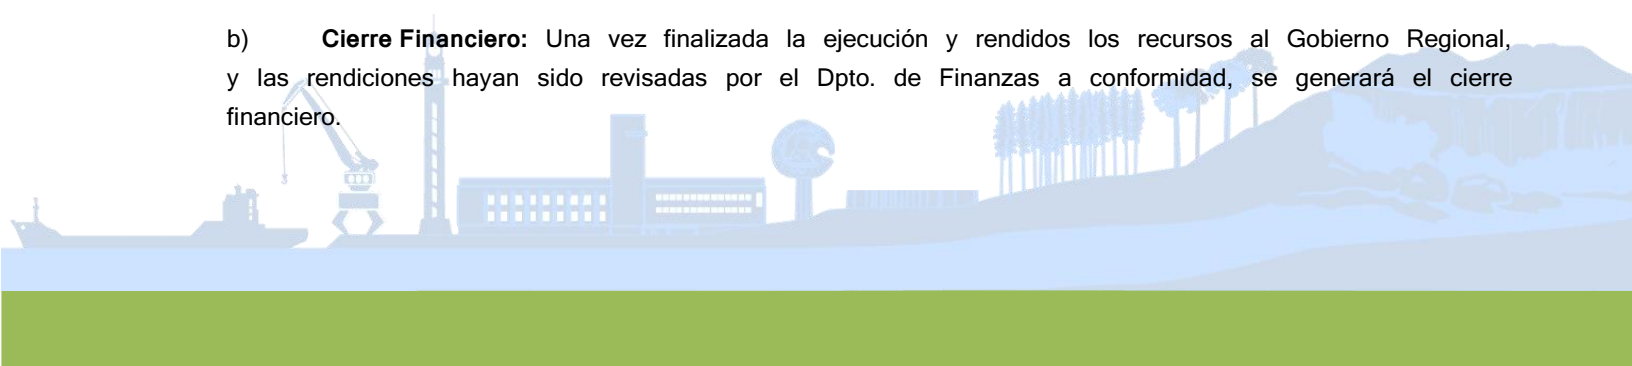 b) Cierre Financiero: Una vez finalizada la ejecución y rendidos los recursos al Gobierno Regional,
y las rendiciones hayan sido revisadas por el Dpto. de Finanzas a conformidad, se generará el cierre
financiero.